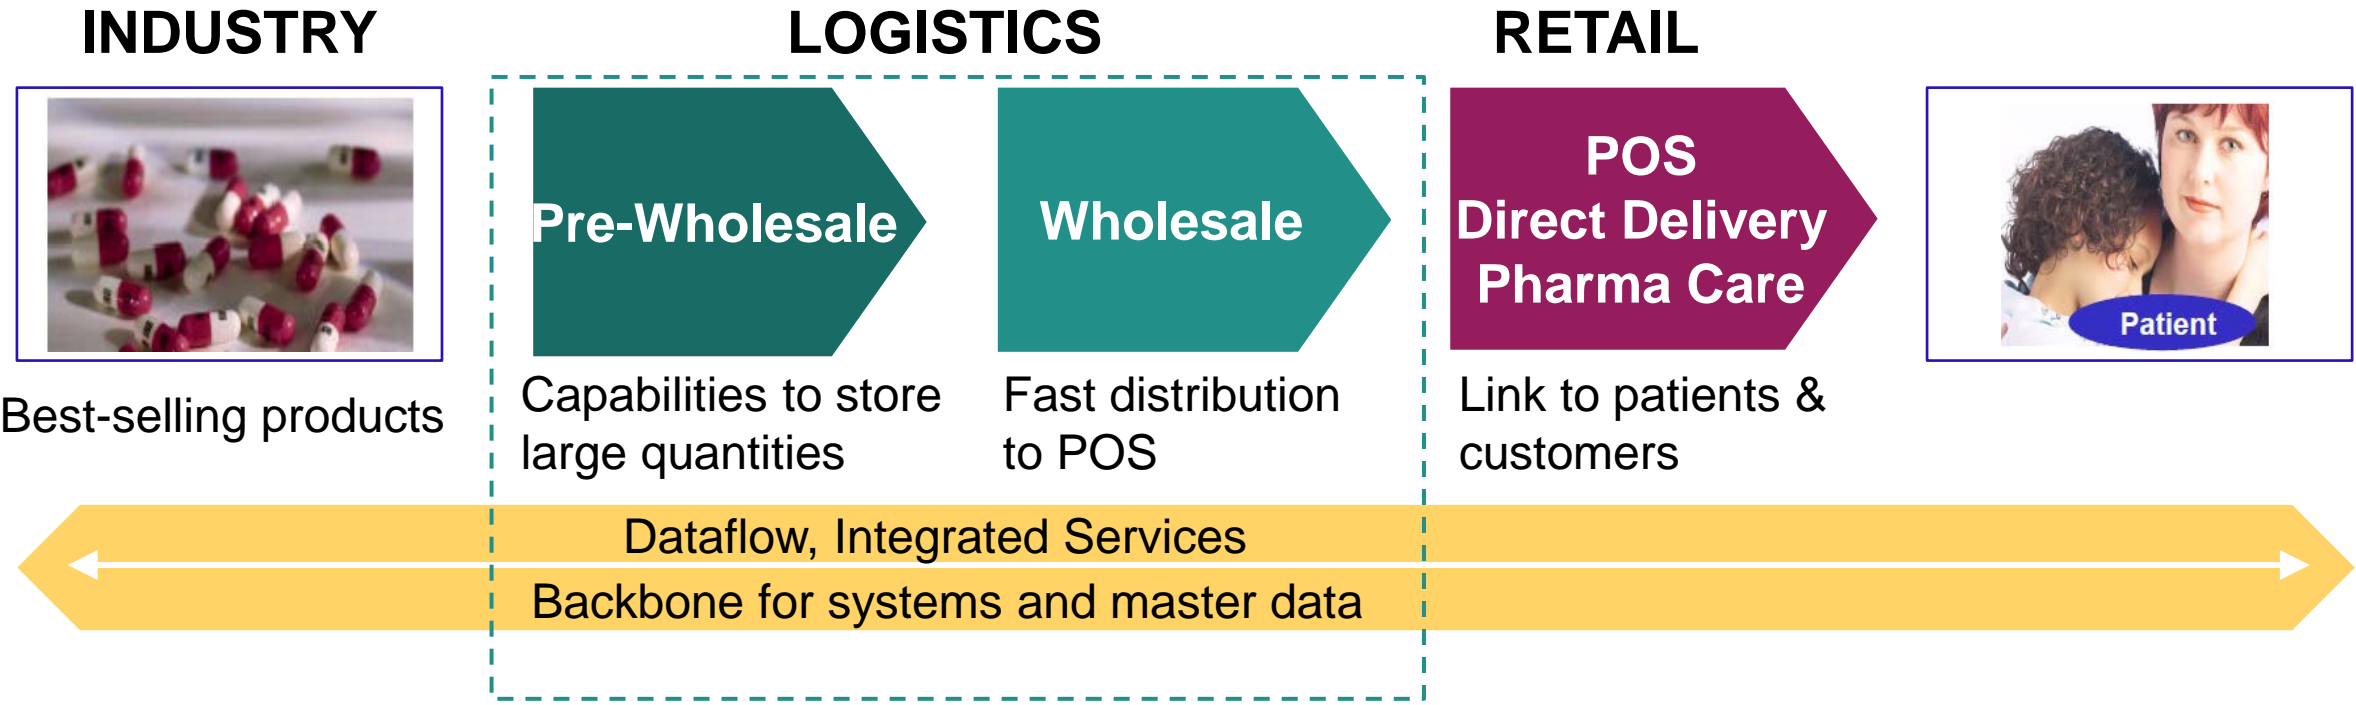 INDUSTRY
LOGISTICS
RETAIL
Pre-Wholesale
Wholesale
POS
Direct Delivery
Pharma Care
Patient
Best-selling products
Capabilities to store
large quantities
Fast distribution
to POS
Link to patients &
customers
Dataflow, Integrated Services
Backbone for systems and master data